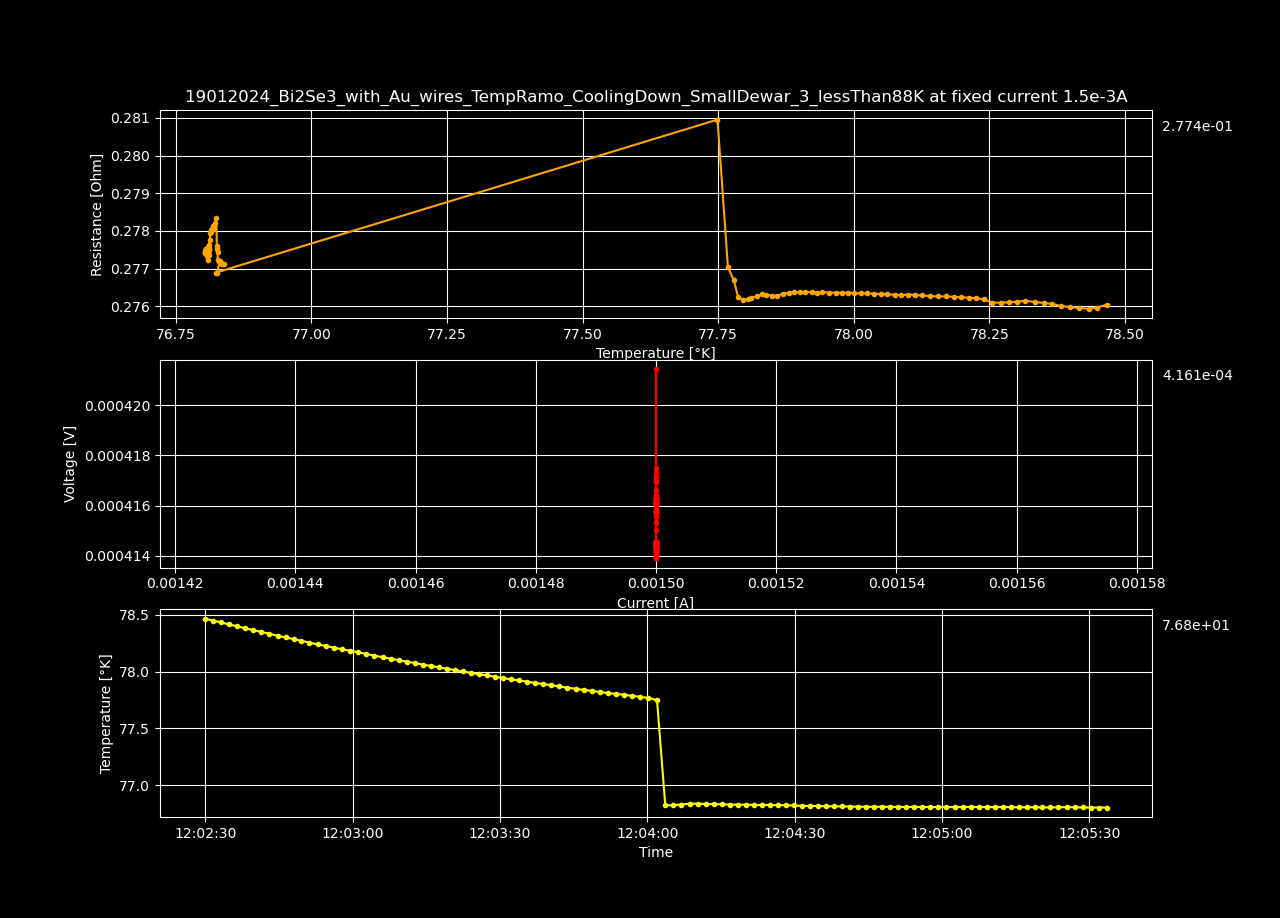 19012024_Bi2Se3_with_Au_wires_TempRamo_CoolingDown_SmallDewar_3_lessThan88K at fixed current 1.5e-3A
2.774e-01
Resistance [Ohm]
0.281
0.280
0.279
0.278
0.277
0.276
76.75 77.00 77.25 77.50 77.75 78.00 78.25 78.50
Temperature [°K]
4.161e-04
Voltage [V]
0.000420
0.000418
0.000416
0.000414
0.00142 0.00144 0.00146 0.00148 0.00150 0.00152 0.00154 0.00156 0.00158
Current [A]
7.68e+01
Temperature [°K]
78.5
78.0
77.5
77.0
12:02:30 12:03:00 12:03:30 12:04:00 12:04:30 12:05:00 12:05:30
Time